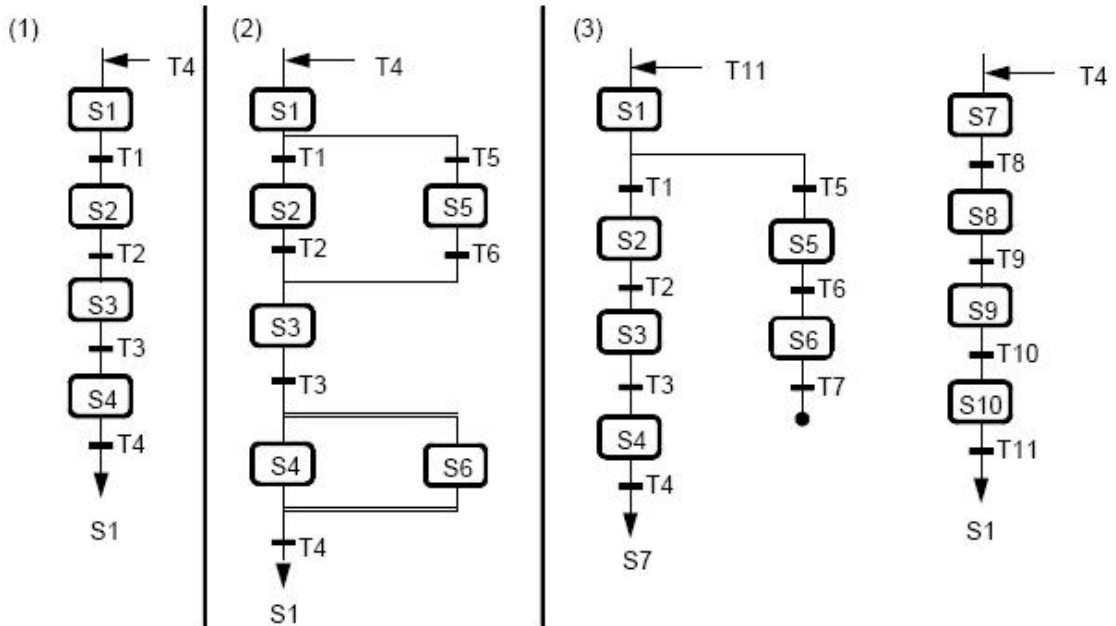 (1)
T4
S1
T1
S2
T2
S3
T3
S4
T4
S1
(2)
T4
S1
T1
T5
S2
S5
T2
T6
S3
T3
S4
S6
T4
S1
(3)
T11
S1
T1
T5
S2
S5
T2
T6
S3
S6
T3
T7
S4
T4
S7
T4
S7
T8
S8
T9
S9
T10
S10
T11
S1